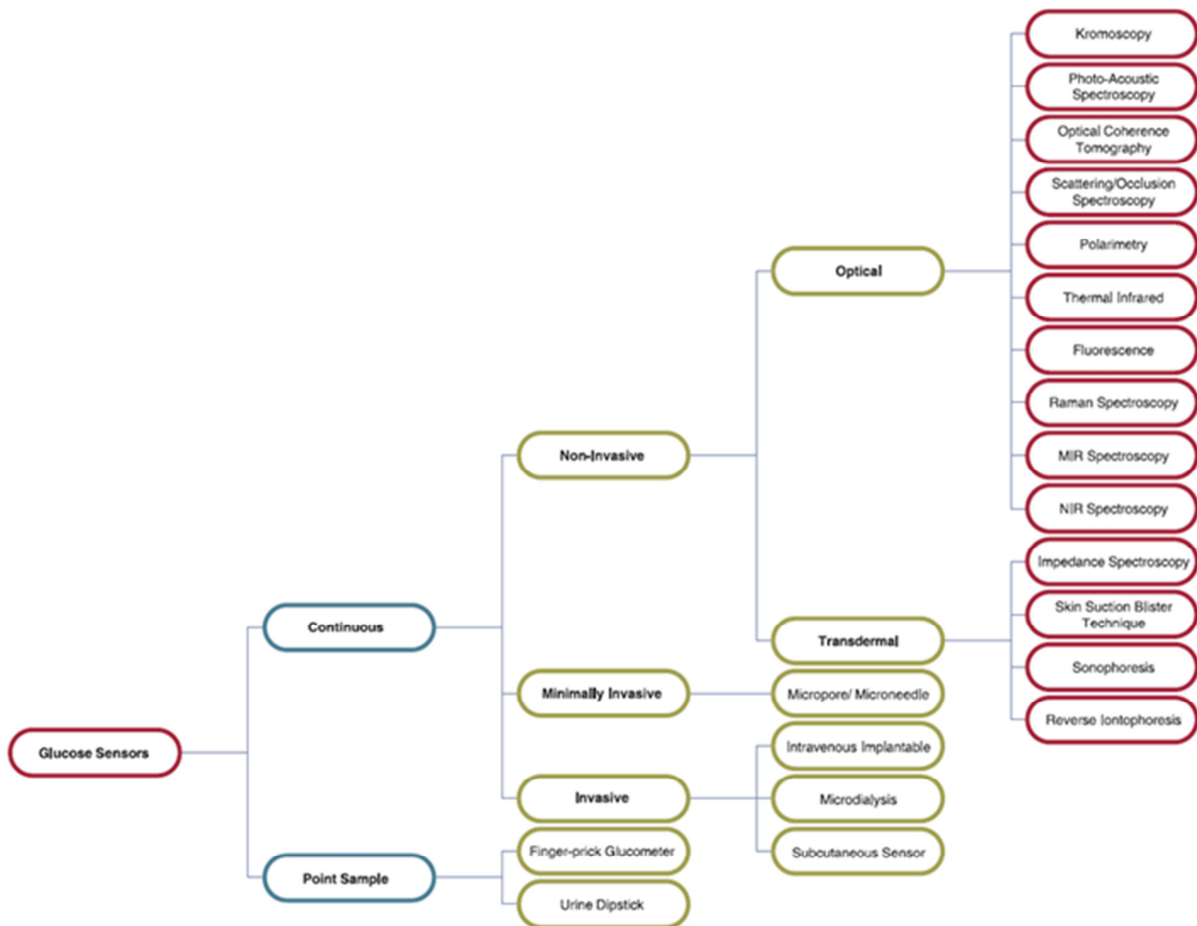 Kromoscopy
Photo-Acoustic
Spectroscopy
Optical Coherence
Tomography
Scattering/Occlusion
Spectroscopy
Polarimetry
Optical
Thermal Infrared
Fluorescence
Raman Spectroscopy
Non-Invasive
MIR Spectroscopy
NIR Spectroscopy
Impedance Spectroscopy
Skin Suction Blister
Technique
Continuous
Transdermal
Sonophoresis
Minimally Invasive
Micropore/ Microneedle
Reverse Iontophoresis
Glucose Sensors
Intravenous Implantable
Invasive
Microdialysis
Finger-prick Glucometer
Subcutaneous Sensor
Point Sample
Urine Dipstick